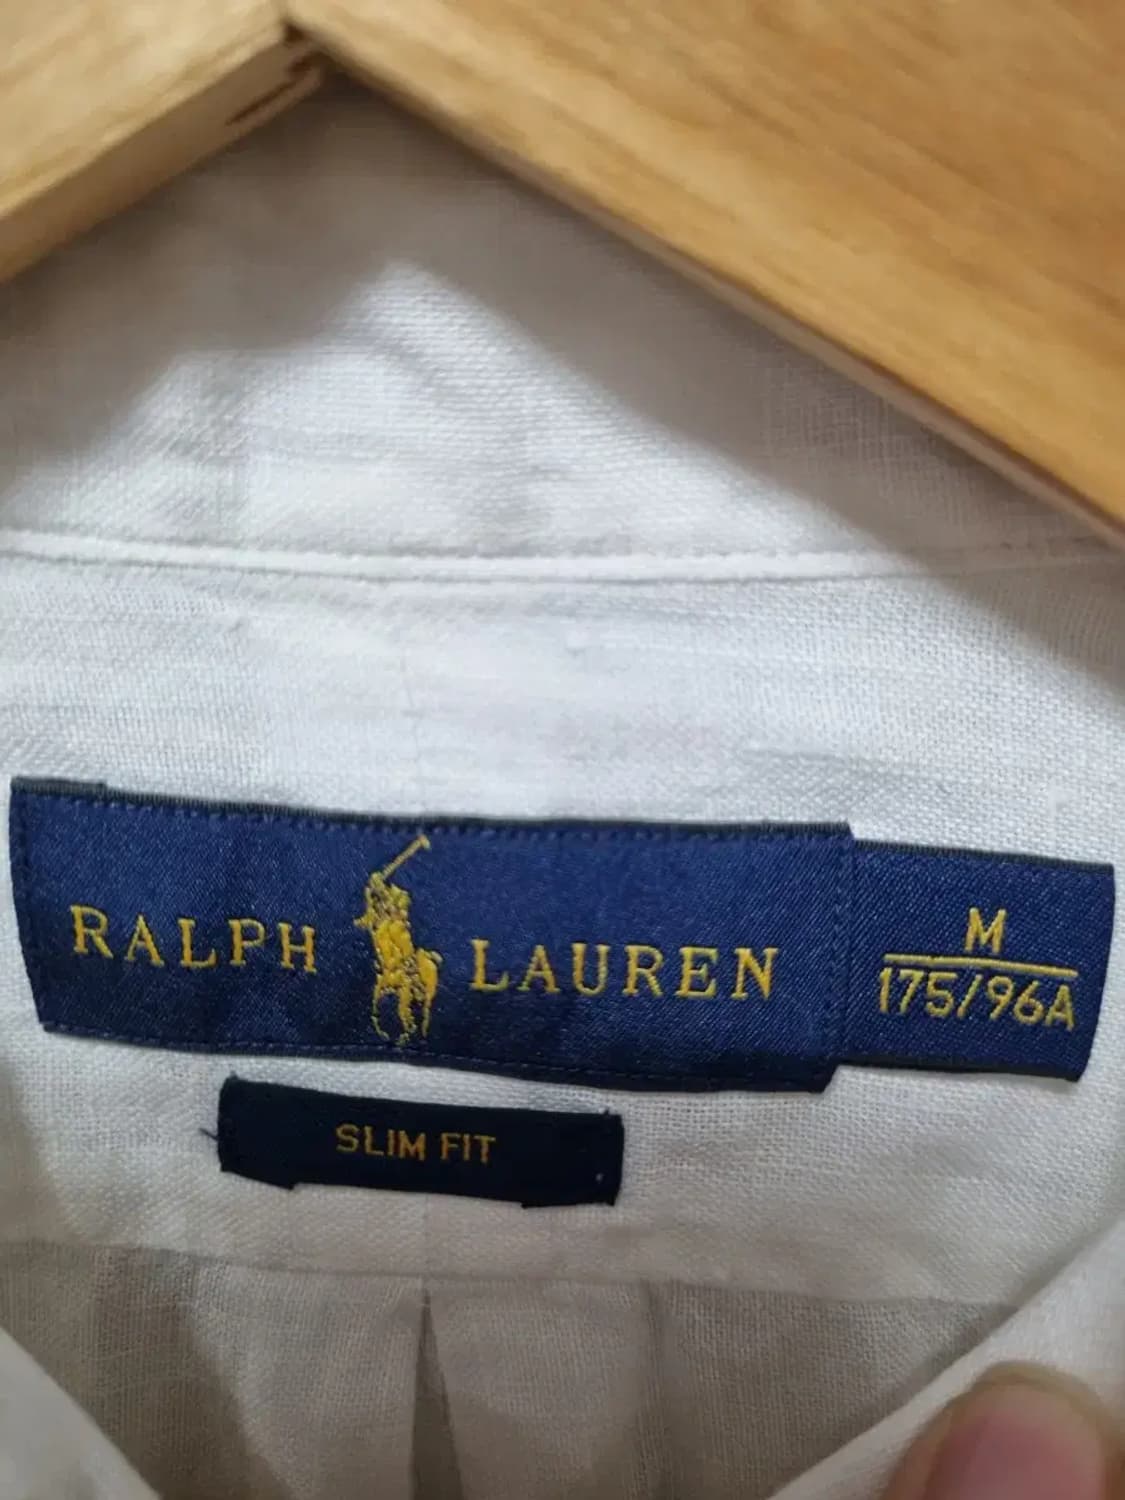 RALPH LAUREN
M
175/96A
SLIM FIT